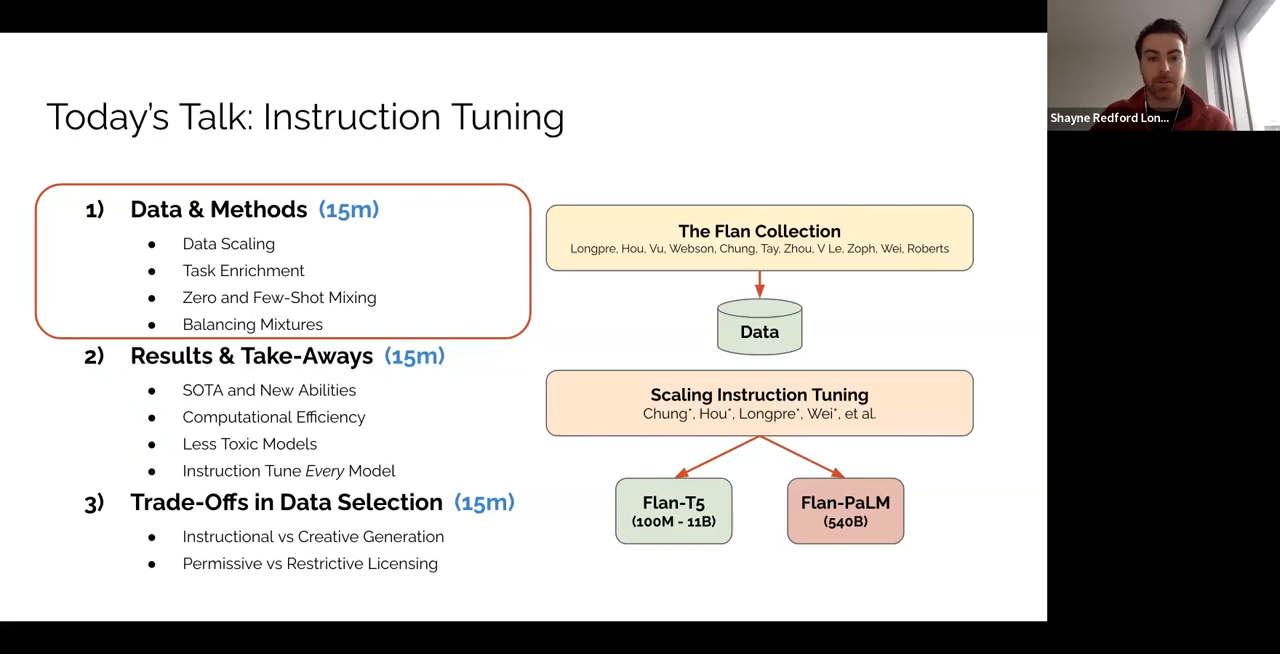 Today's Talk: Instruction Tuning
1) Data & Methods (15m)
● Data Scaling
● Task Enrichment
● Zero and Few-Shot Mixing
● Balancing Mixtures
2) Results & Take-Aways (15m)
● SOTA and New Abilities
● Computational Efficiency
● Less Toxic Models
● Instruction Tune Every Model
3) Trade-Offs in Data Selection (15m)
● Instructional vs Creative Generation
● Permissive vs Restrictive Licensing
The Flan Collection
Longpre, Hou, Vu, Webson, Chung, Tay, Zhou, V Le, Zoph, Wei, Roberts
Data
Scaling Instruction Tuning
Chung*, Hou*, Longpre*, Wei*, et al.
Flan-T5
(100M - 11B)
Flan-PaLM
(540B)
Shayne Redford Lon...